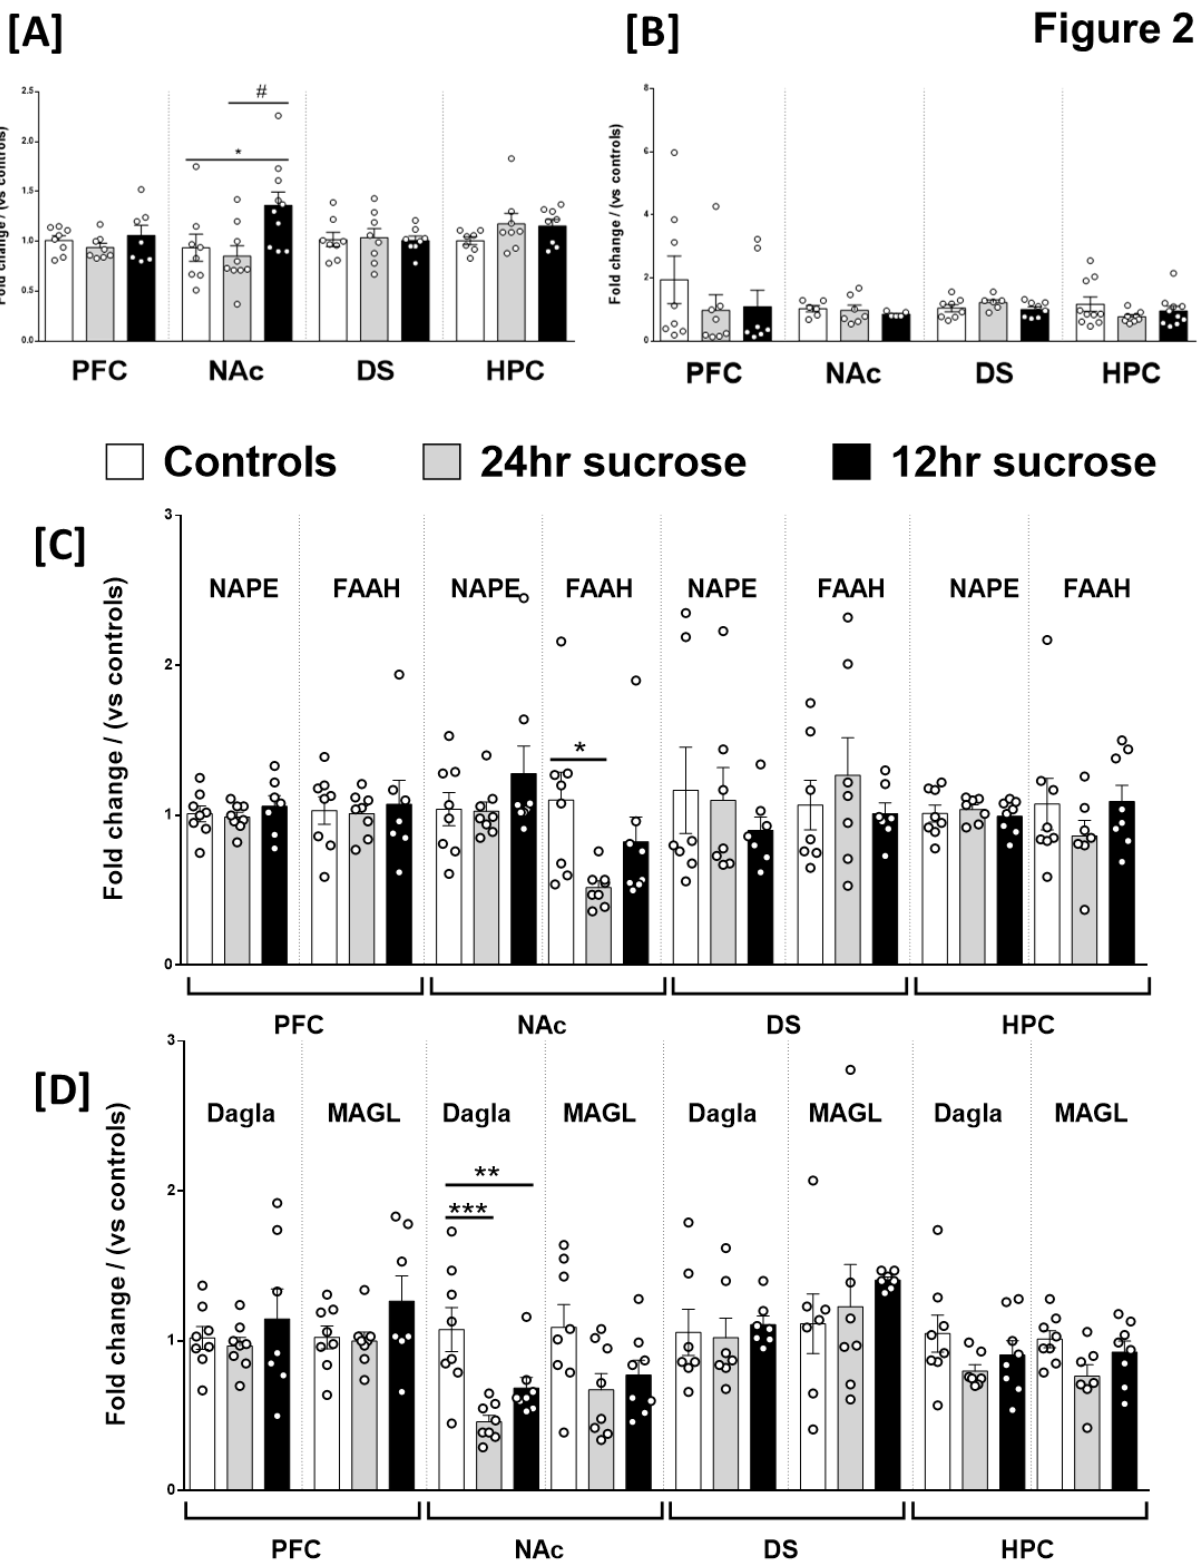 [A]
[B]
Figure 2
Fold change / (vs controls)
2.5
2.0
1.5
1.0
0.5
0.0
#
*
PFC NAc DS HPC
Fold change / (vs controls)
8
6
4
2
0
PFC NAc DS HPC
Controls 24hr sucrose 12hr sucrose
[C]
Fold change / (vs controls)
3
2
1
0
NAPE FAAH NAPE FAAH NAPE FAAH NAPE FAAH
*
PFC NAc DS HPC
[D]
Fold change / (vs controls)
3
2
1
0
Dagla MAGL Dagla MAGL Dagla MAGL Dagla MAGL
**
***
PFC NAc DS HPC